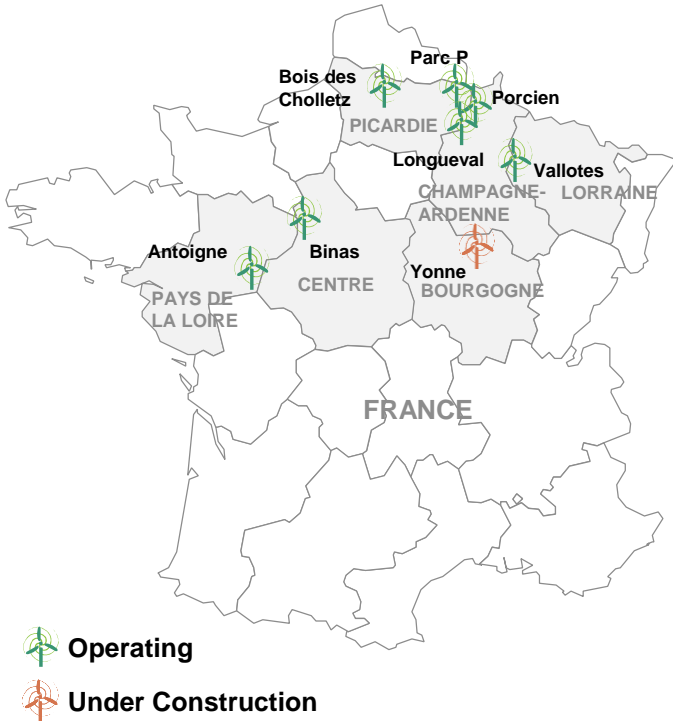 Parc P
Bois des
Cholletz
Porcien
PICARDIE
Longueval
Vallotes
CHAMPAGNE-
ARDENNE
LORRAINE
Antoigne
Binas
Yonne
CENTRE
BOURGOGNE
PAYS DE
LA LOIRE
FRANCE
Operating
Under Construction